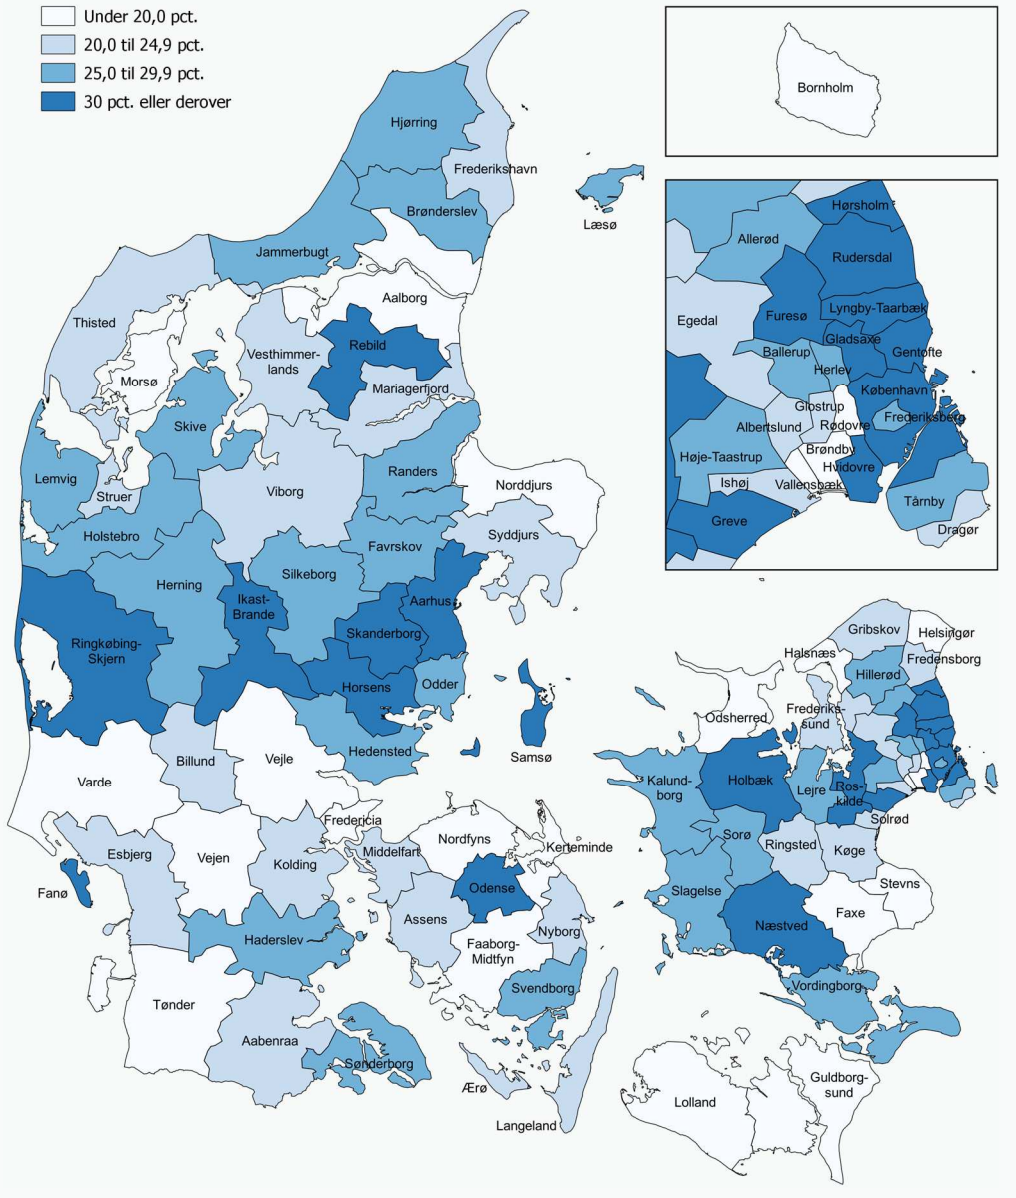 Under 20,0 pct.
20,0 til 24,9 pct.
25,0 til 29,9 pct.
30 pct. eller derover
Bornholm
Hjørring
Frederikshavn
Brønderslev
Læsø
Jammerbugt
Aalborg
Thisted
Rebild
Vesthimmer-
lands
Morsø
Mariagerfjord
Skive
Lemvig
Struer
Viborg
Randers
Norddjurs
Holstebro
Syddjurs
Favrskov
Silkeborg
Herning
Ikast-
Brande
Aarhus
Skanderborg
Ringkøbing-
Skjern
Horsens
Odder
Hedensted
Samsø
Billund
Vejle
Varde
Fredericia
Esbjerg
Vejen
Kolding
Middelfart
Nordfyns
Kerteminde
Fanø
Odense
Assens
Nyborg
Haderslev
Faaborg-
Midtfyn
Svendborg
Tønder
Aabenraa
Sønderborg
Ærø
Langeland
Hørsholm
Allerød
Rudersdal
Furesø
Lyngby-Taarbæk
Egedal
Gladsaxe
Ballerup
Gentofte
Herlev
København
Glostrup
Frederiksberg
Albertslund
Rødovre
Brøndby
Høje-Taastrup
Hvidovre
Ishøj
Vallensbæk
Tårnby
Greve
Dragør
Gribskov
Helsingør
Halsnæs
Fredensborg
Hillerød
Odsherred
Frederiks-
sund
Kalund-
borg
Holbæk
Lejre
Ros-
kilde
Solrød
Sorø
Ringsted
Køge
Stevns
Slagelse
Faxe
Næstved
Vordingborg
Guldborg-
sund
Lolland